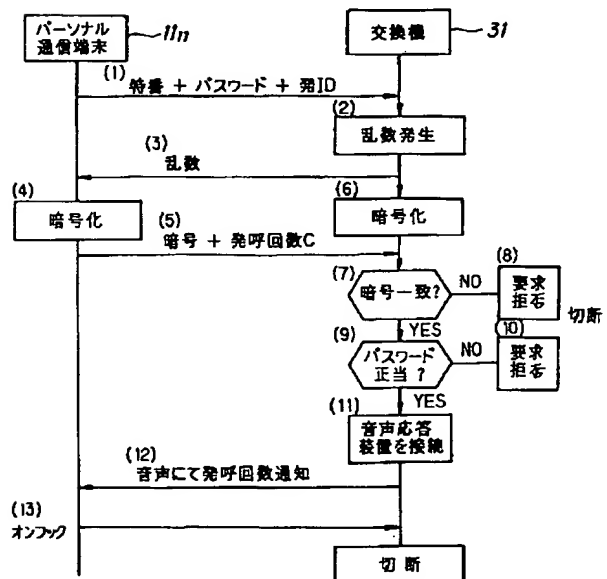 パーソナル
通信端末
11n
交換機
31
(1)
特番 + パスワード + 発ID
(2)
乱数発生
(3)
乱数
(4)
暗号化
(5)
暗号 + 発呼回数C
(6)
暗号化
(7)
暗号一致?
NO
(8)
要求
拒否
切断
YES
(9)
パスワード
正当?
NO
(10)
要求
拒否
YES
(11)
音声応答
装置を接続
(12)
音声にて発呼回数通知
(13)
オンフック
切断